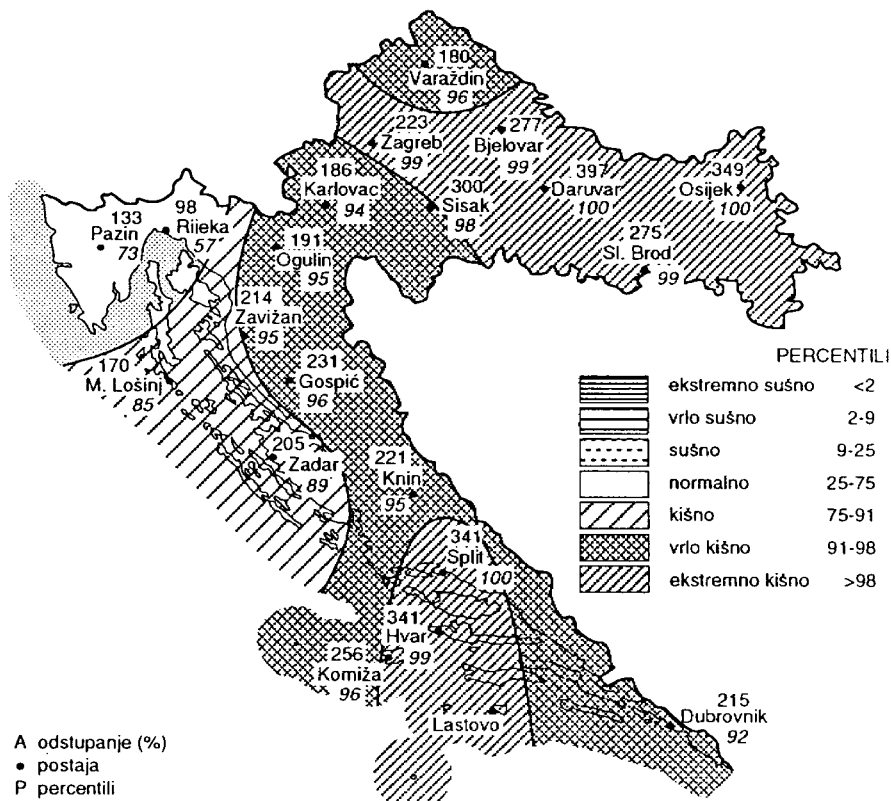 180
Varaždin
96
223
Zagreb
99
277
Bjelovar
99
186
Karlovac
94
300
Sisak
98
397
Daruvar
100
349
Osijek
100
275
Sl. Brod
99
133
Pazin
73
98
Rijeka
57
191
Ogulin
95
214
Zavižan
95
231
Gospić
96
170
M. Lošinj
85
205
Zadar
89
221
Knin
95
341
Split
100
341
Hvar
99
256
Komiža
96
Lastovo
215
Dubrovnik
92
PERCENTILI
ekstremno sušno <2
vrlo sušno 2-9
sušno 9-25
normalno 25-75
kišno 75-91
vrlo kišno 91-98
ekstremno kišno >98
A odstupanje (%)
• postaja
P percentili